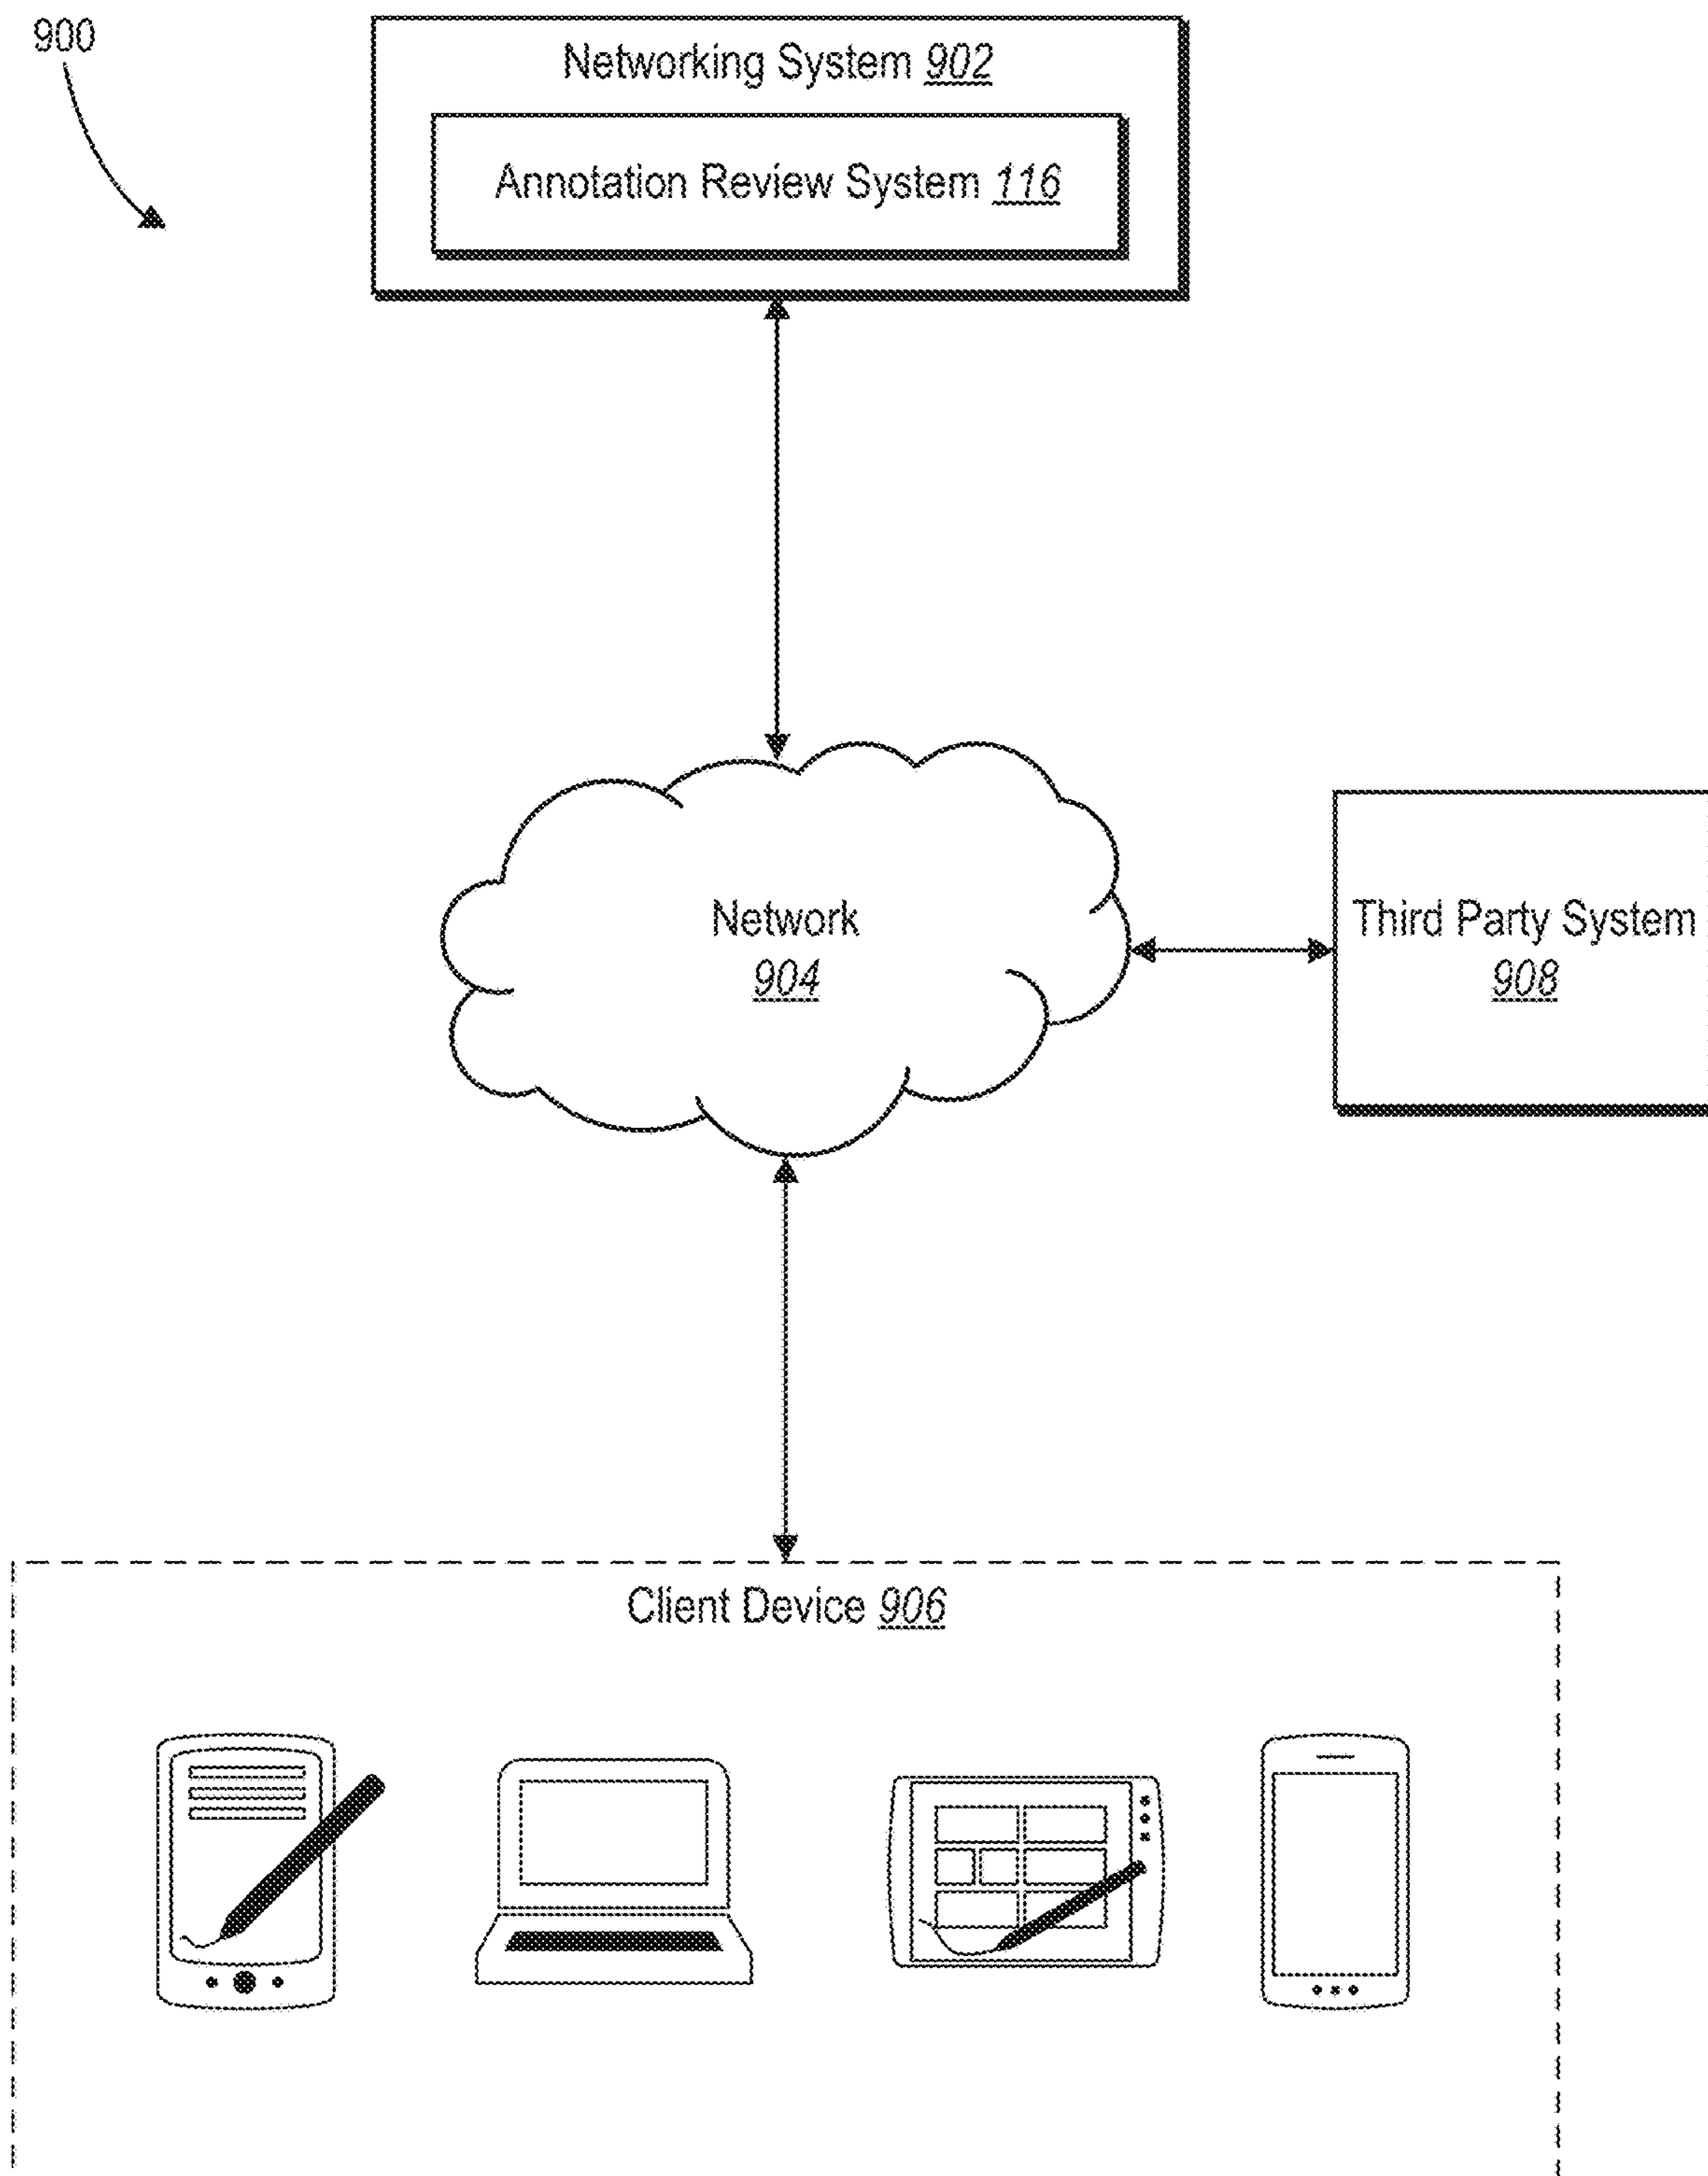 900
Networking System 902
Annotation Review System 116
Network
904
Third Party System
908
Client Device 906